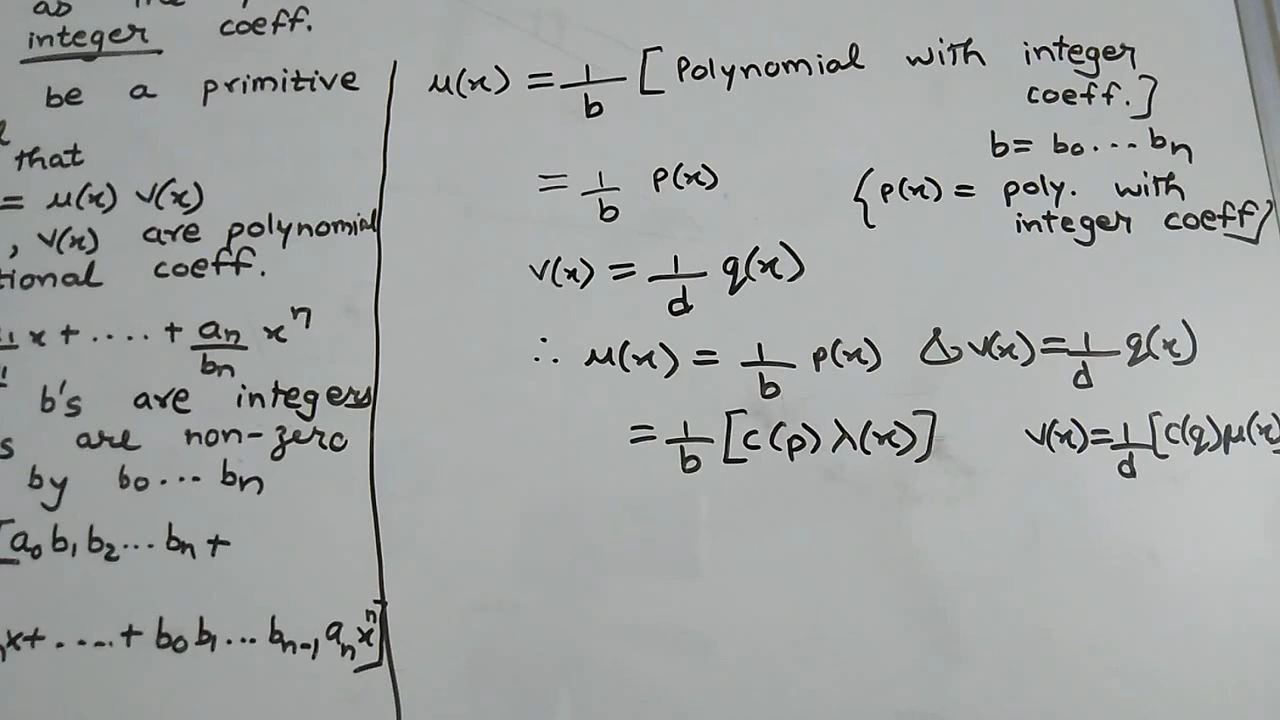 integer coeff.
be a primitive
that
= u(x) v(x)
, v(x) are polynomial
coeff.
x + .... + an/bn x^n
b's are integers
are non-zero
by b0 ... bn
[a0 b1 b2 ... bn +
x + ..... + b0 b1 ... bn-1, an x^n]
u(x) = 1/b [Polynomial with integer
coeff.]
b = b0 ... bn
= 1/b p(x) {p(x) = poly. with
integer coeff}
v(x) = 1/d q(x)
∴ u(x) = 1/b p(x) & v(x) = 1/d q(x)
= 1/b [c(p) λ(x)] v(x) = 1/d [c(q) μ(x)